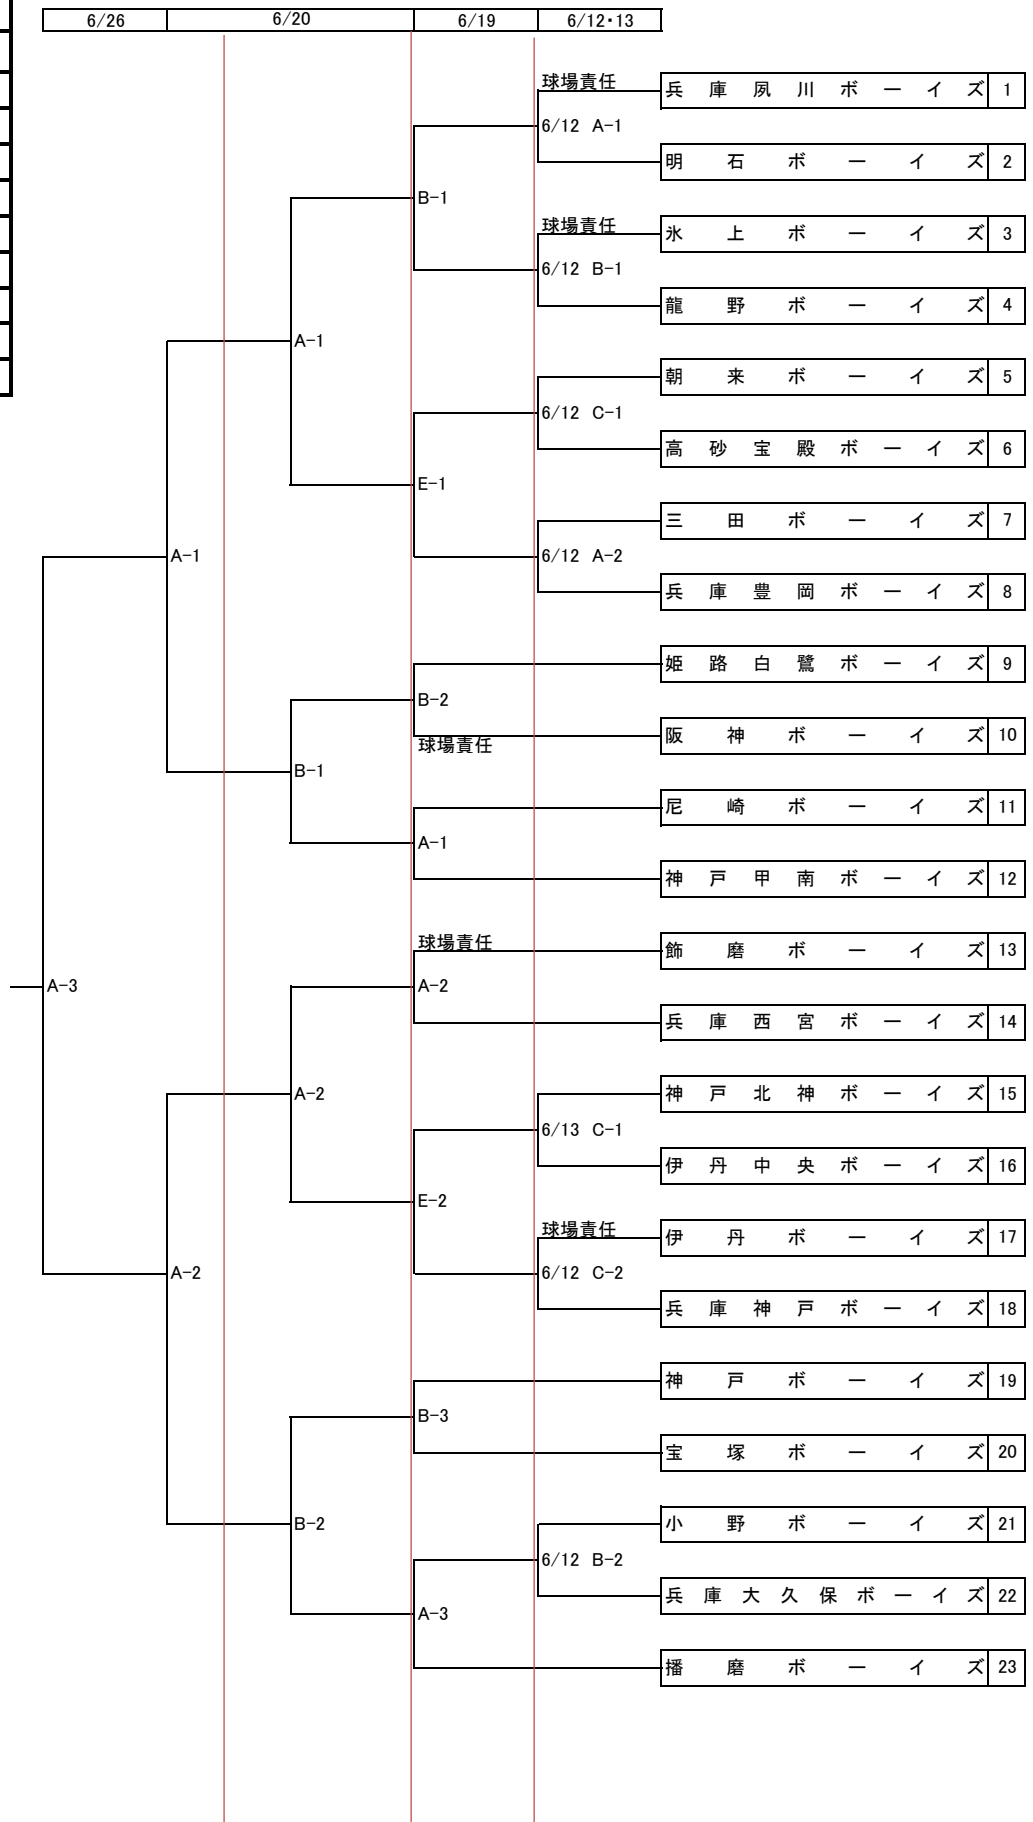 6/26 6/20 6/19 6/12・13
球場責任
兵庫夙川ボーイズ 1
6/12 A-1
明石ボーイズ 2
B-1
球場責任
氷上ボーイズ 3
6/12 B-1
龍野ボーイズ 4
A-1
朝来ボーイズ 5
6/12 C-1
高砂宝殿ボーイズ 6
E-1
三田ボーイズ 7
A-1
6/12 A-2
兵庫豊岡ボーイズ 8
姫路白鷺ボーイズ 9
B-2
阪神ボーイズ 10
球場責任
B-1
尼崎ボーイズ 11
A-1
神戸甲南ボーイズ 12
球場責任
飾磨ボーイズ 13
A-3
A-2
兵庫西宮ボーイズ 14
A-2
神戸北神ボーイズ 15
6/13 C-1
伊丹中央ボーイズ 16
E-2
球場責任
伊丹ボーイズ 17
A-2
6/12 C-2
兵庫神戸ボーイズ 18
神戸ボーイズ 19
B-3
宝塚ボーイズ 20
B-2
小野ボーイズ 21
6/12 B-2
兵庫大久保ボーイズ 22
A-3
播磨ボーイズ 23